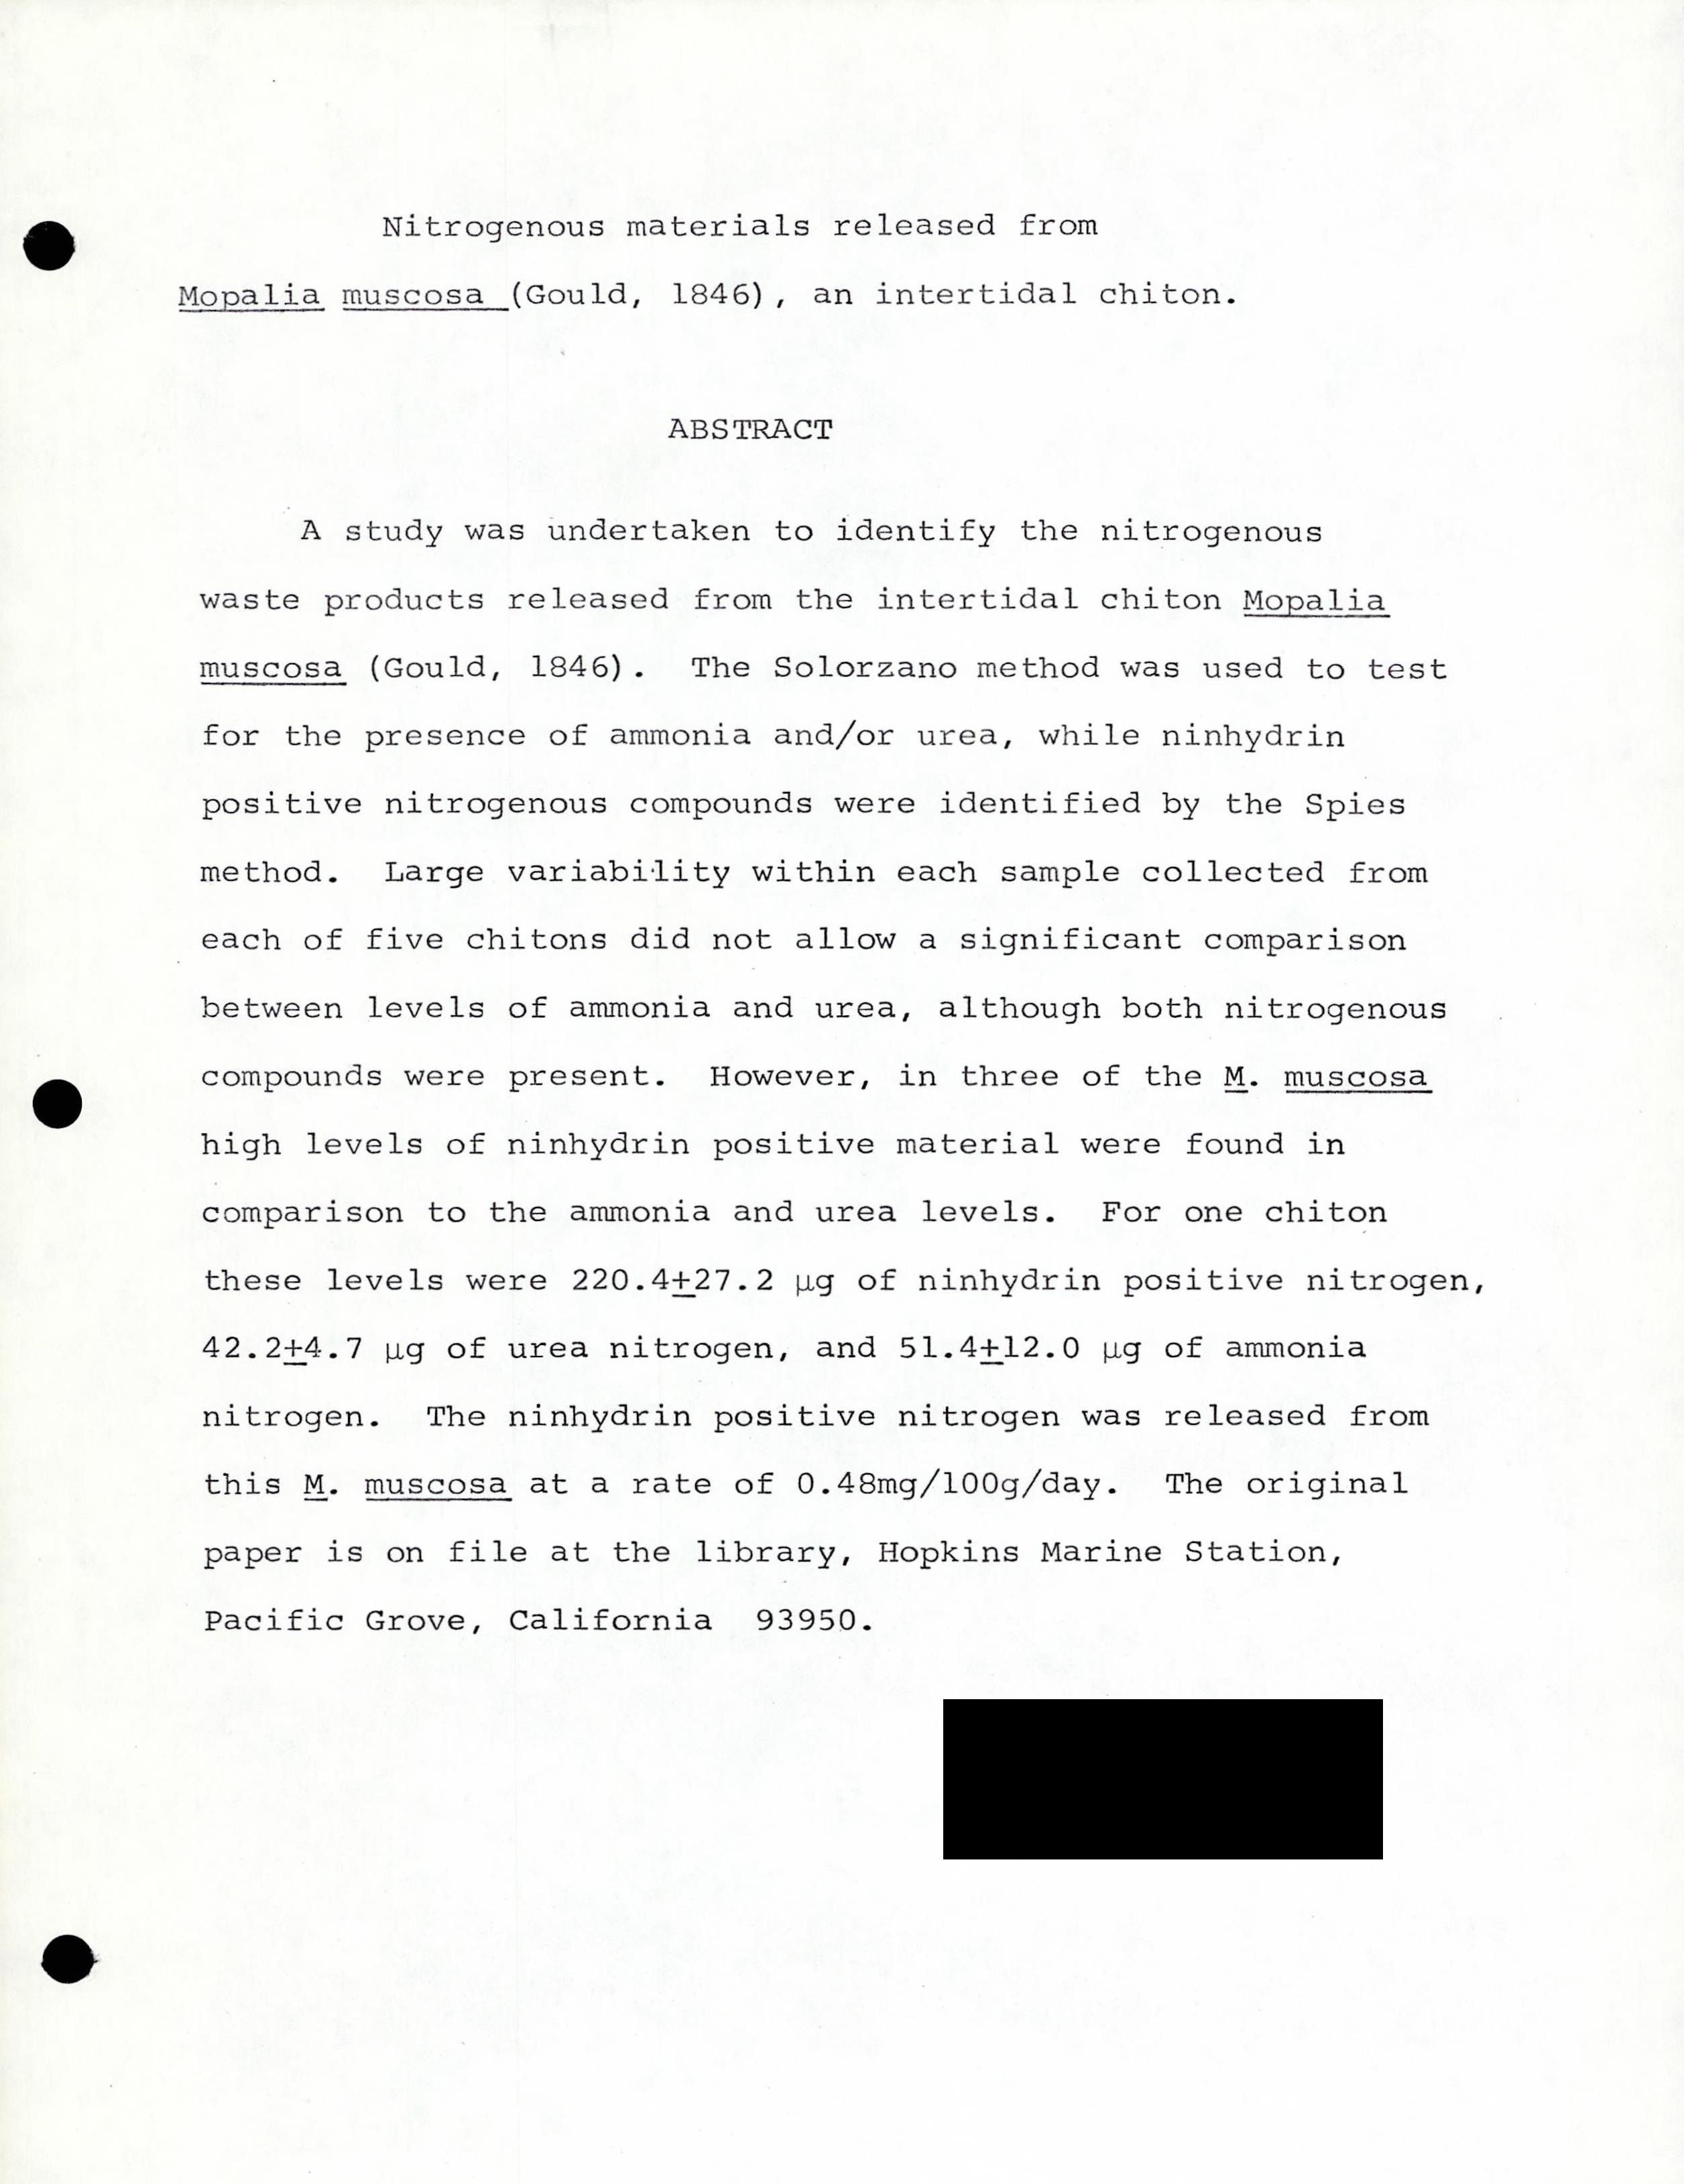 Nitrogenous materials released from
Mopalia muscosa (Gould, 1846), an intertidal chiton.
ABSTRACT
A study was undertaken to identify the nitrogenous
waste products released from the intertidal chiton Mopalia
muscosa (Gould, 1846). The Solorzano method was used to test
for the presence of ammonia and/or urea, while ninhydrin
positive nitrogenous compounds were identified by the Spies
method. Large variability within each sample collected from
each of five chitons did not allow a significant comparison
between levels of ammonia and urea, although both nitrogenous
compounds were present. However, in three of the M. muscosa
high levels of ninhydrin positive material were found in
comparison to the ammonia and urea levels. For one chiton
these levels were 220.4±27.2 µg of ninhydrin positive nitrogen,
42.2±4.7 µg of urea nitrogen, and 51.4±12.0 µg of ammonia
nitrogen. The ninhydrin positive nitrogen was released from
this M. muscosa at a rate of 0.48mg/100g/day. The original
paper is on file at the library, Hopkins Marine Station,
Pacific Grove, California 93950.